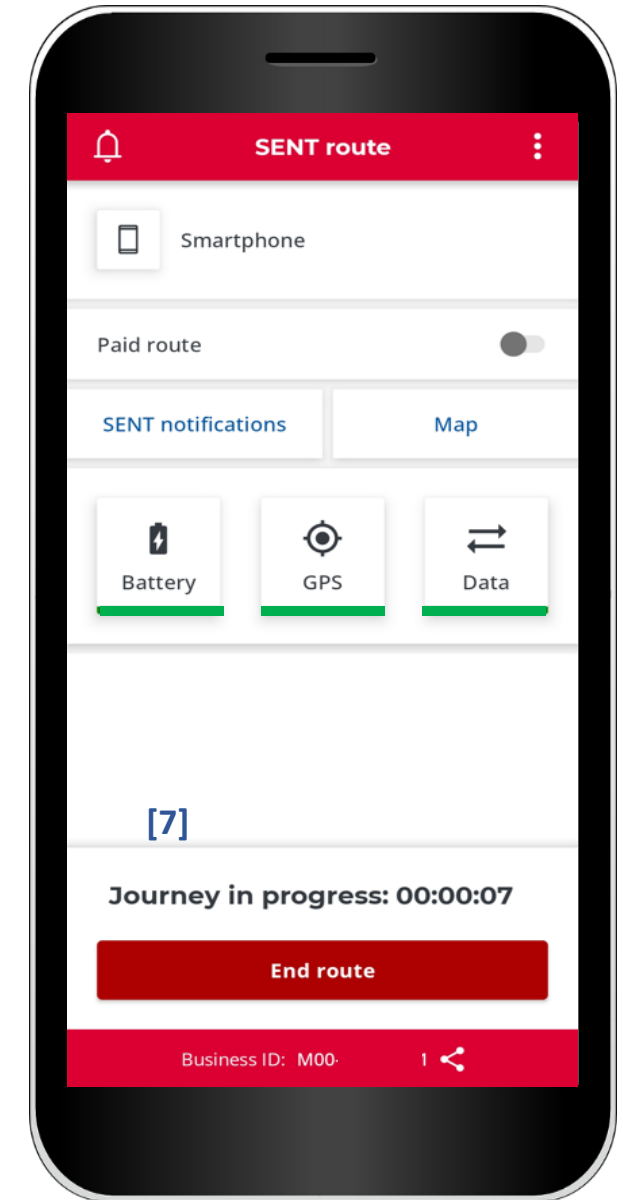 SENT route
Smartphone
Paid route
SENT notifications Map
Battery GPS Data
[7]
Journey in progress: 00:00:07
End route
Business ID: M00- 1